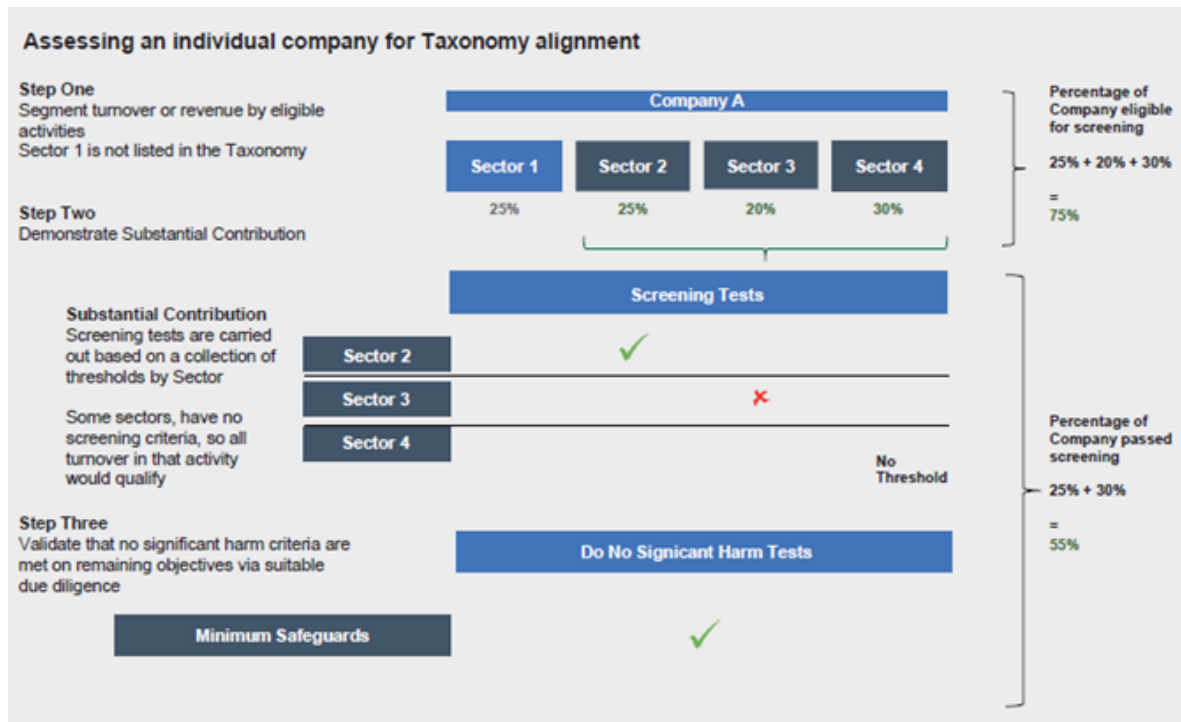 Assessing an individual company for Taxonomy alignment
Step One
Segment turnover or revenue by eligible
activities
Sector 1 is not listed in the Taxonomy
Company A
Sector 1
Sector 2
Sector 3
Sector 4
25%
25%
20%
30%
Percentage of
Company eligible
for screening
25% + 20% + 30%
=
75%
Step Two
Demonstrate Substantial Contribution
Screening Tests
Substantial Contribution
Screening tests are carried
out based on a collection of
thresholds by Sector
Some sectors, have no
screening criteria, so all
turnover in that activity
would qualify
Sector 2
Sector 3
Sector 4
No
Threshold
Percentage of
Company passed
screening
25% + 30%
=
55%
Step Three
Validate that no significant harm criteria are
met on remaining objectives via suitable
due diligence
Do No Signicant Harm Tests
Minimum Safeguards